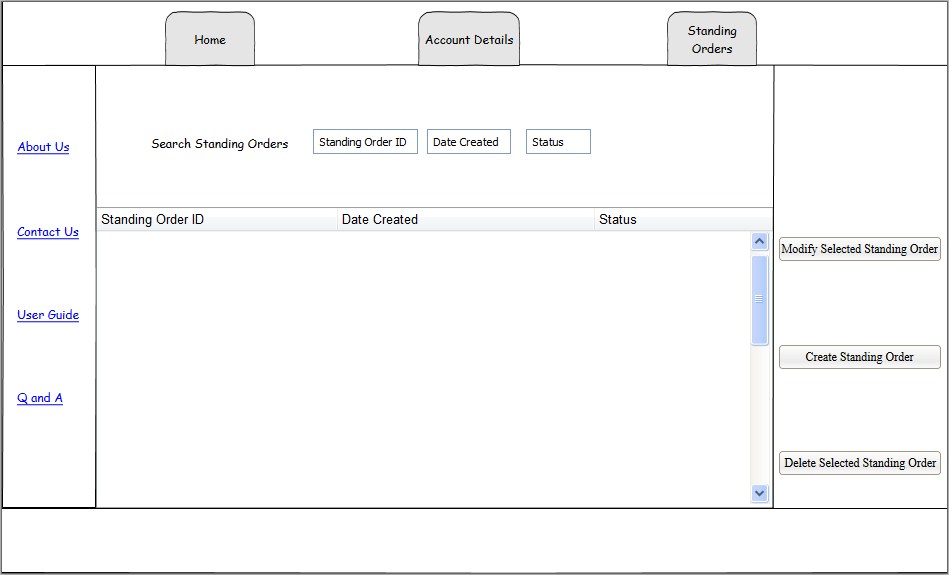 Home
Account Details
Standing
Orders
About Us
Contact Us
User Guide
Q and A
Search Standing Orders
Standing Order ID
Date Created
Status
Standing Order ID
Date Created
Status
Modify Selected Standing Order
Create Standing Order
Delete Selected Standing Order